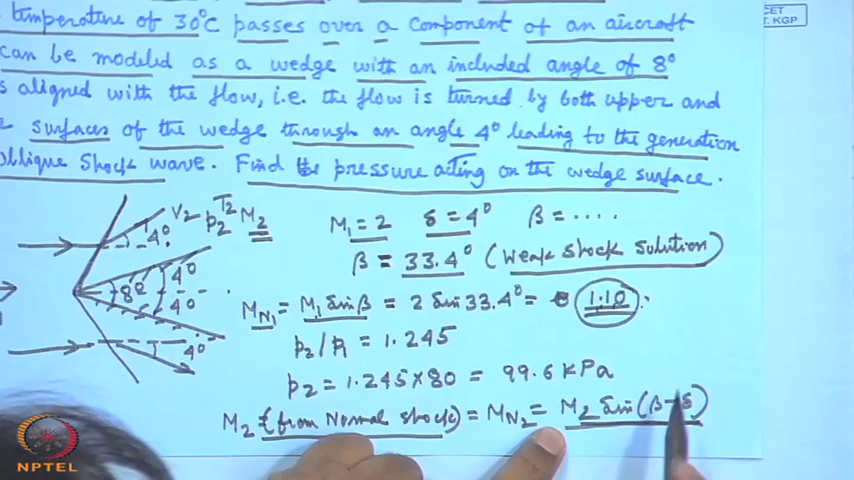 temperature of 30°C passes over a component of an aircraft
CET
T. KGP
can be modeled as a wedge with an included angle of 8°
s aligned with the flow, i.e. the flow is turned by both upper and
surfaces of the wedge through an angle 4° leading to the generation
oblique shock wave. Find the pressure acting on the wedge surface.
V2 p2 T2 M2
4°
M1 = 2 δ = 4° β = ....
β = 33.4° (Weak Shock Solution)
8° 4°
4°
4°
MN1 = M1 Sinβ = 2 Sin 33.4° = 1.10
p2/p1 = 1.245
p2 = 1.245 × 80 = 99.6 kPa
M2 {from Normal shock} = MN2 = M2 Sin(β-δ)
NPTEL